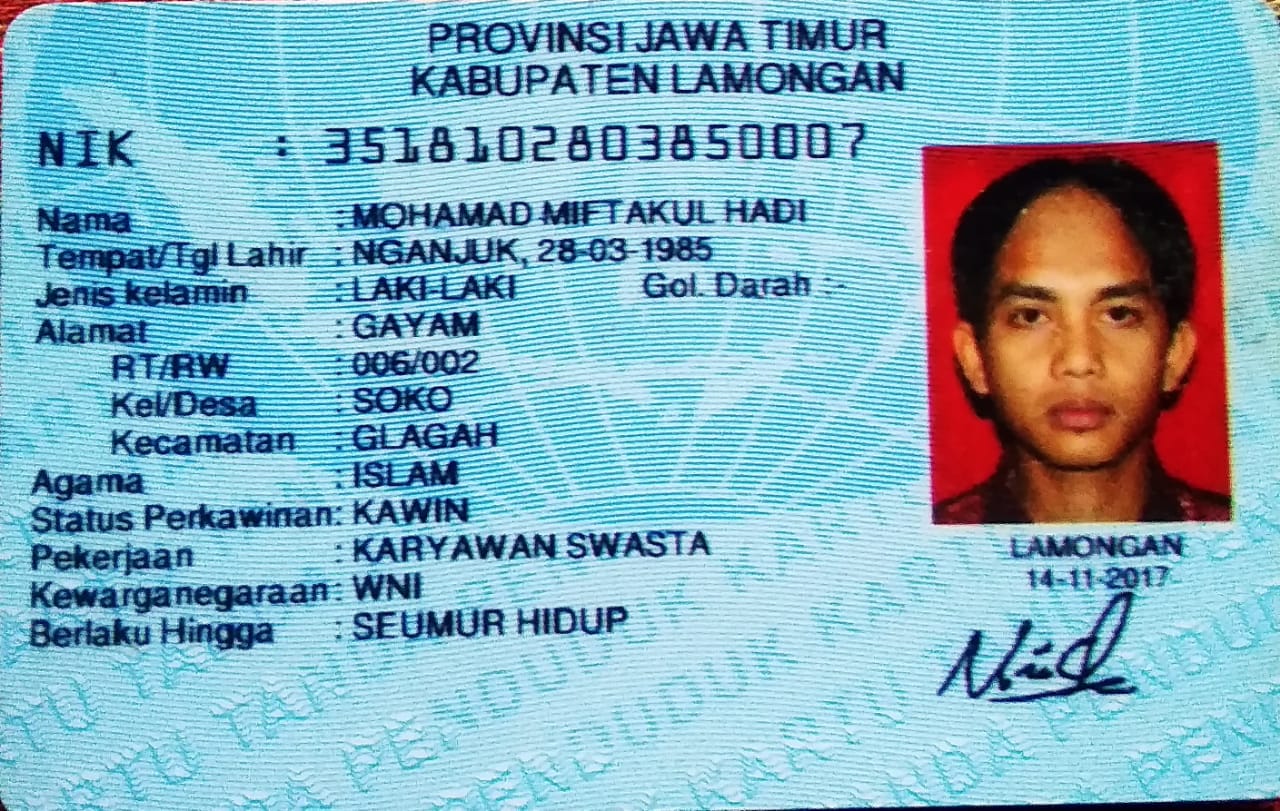 PROVINSI JAWA TIMUR
KABUPATEN LAMONGAN
NIK : 3518102803850007
Nama : MOHAMAD MIFTAKUL HADI
Tempat/Tgl Lahir : NGANJUK, 28-03-1985
Jenis kelamin : LAKI-LAKI Gol. Darah :-
Alamat : GAYAM
RT/RW : 006/002
Kel/Desa : SOKO
Kecamatan : GLAGAH
Agama : ISLAM
Status Perkawinan: KAWIN
Pekerjaan : KARYAWAN SWASTA
Kewarganegaraan: WNI
Berlaku Hingga : SEUMUR HIDUP
LAMONGAN
14-11-2017